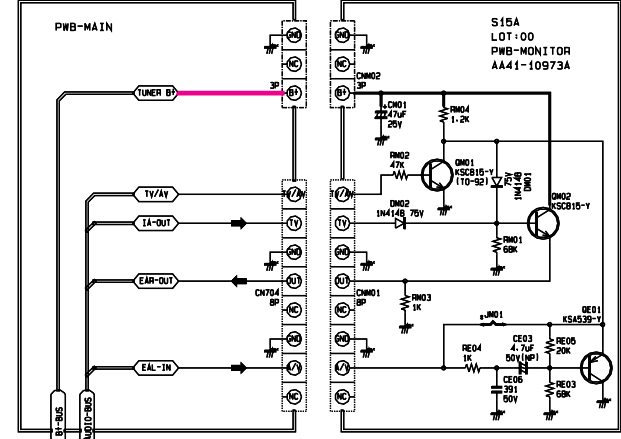 PWB-MAIN
S15A
LOT:00
PWB-MONITOR
AA41-10973A
GND
GND
NC
NC
CNM02
3P
3P
TUNER B+
B+
B+
CN01
47uF
25V
RM04
1.2K
RM02
47K
QM01
KSC815-Y
(TO-92)
75V
1N4148
DM01
TV/AV
TV/AV
TV/AV
QM02
KSC815-Y
DM02
1N4148 75V
IA-OUT
TV
TV
RM01
68K
GND
GND
EAR-OUT
OUT
OUT
CN704
8P
CNM01
8P
RM03
1K
NC
NC
JM01
QE01
KSA539-Y
GND
GND
CE03
4.7uF
50V(NP)
RE05
20K
RE04
1K
EAL-IN
A/V
A/V
CE06
391
50V
RE03
68K
NC
NC
B+-BUS
AUDIO-BUS